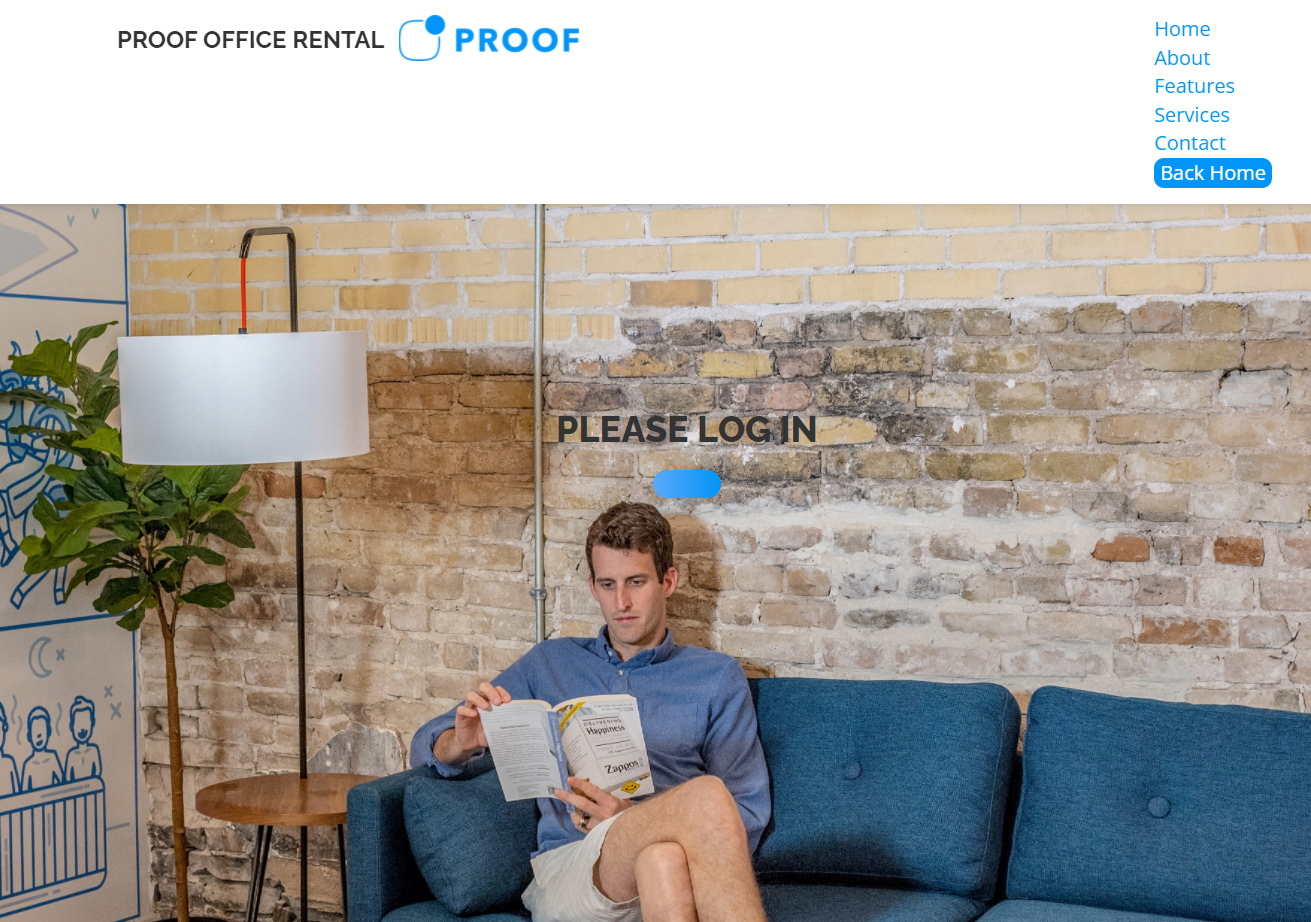 PROOF OFFICE RENTAL
PROOF
Home
About
Features
Services
Contact
Back Home
PLEASE LOG IN
DELIVERING
Happiness
Zappos